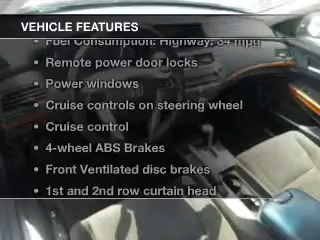 VEHICLE FEATURES
• Fuel Consumption: Highway: 34 mpg
• Remote power door locks
• Power windows
• Cruise controls on steering wheel
• Cruise control
• 4-wheel ABS Brakes
• Front Ventilated disc brakes
• 1st and 2nd row curtain head